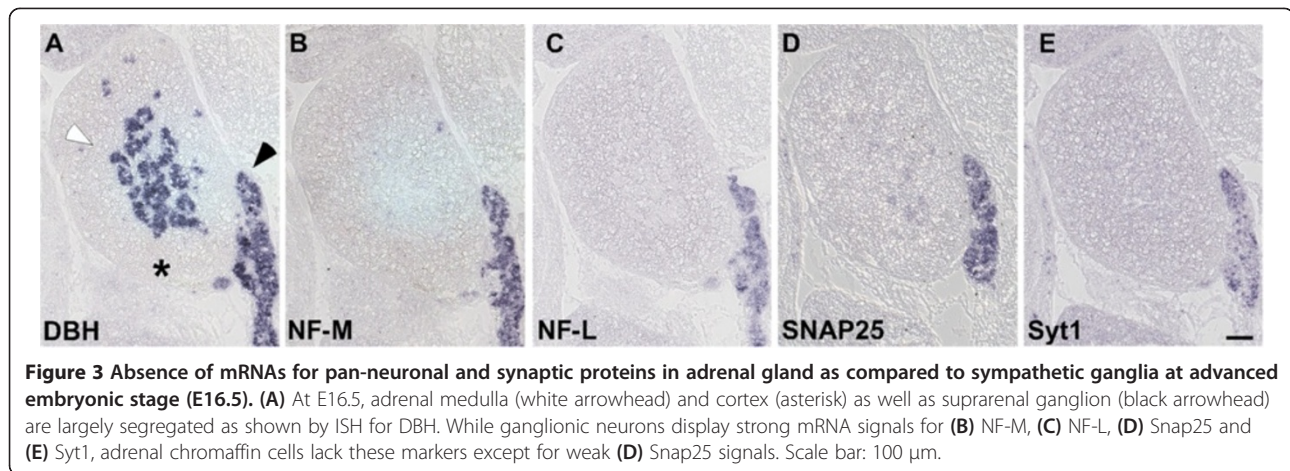 A B C D E
DBH NF-M NF-L SNAP25 Syt1
Figure 3 Absence of mRNAs for pan-neuronal and synaptic proteins in adrenal gland as compared to sympathetic ganglia at advanced
embryonic stage (E16.5). (A) At E16.5, adrenal medulla (white arrowhead) and cortex (asterisk) as well as suprarenal ganglion (black arrowhead)
are largely segregated as shown by ISH for DBH. While ganglionic neurons display strong mRNA signals for (B) NF-M, (C) NF-L, (D) Snap25 and
(E) Syt1, adrenal chromaffin cells lack these markers except for weak (D) Snap25 signals. Scale bar: 100 μm.